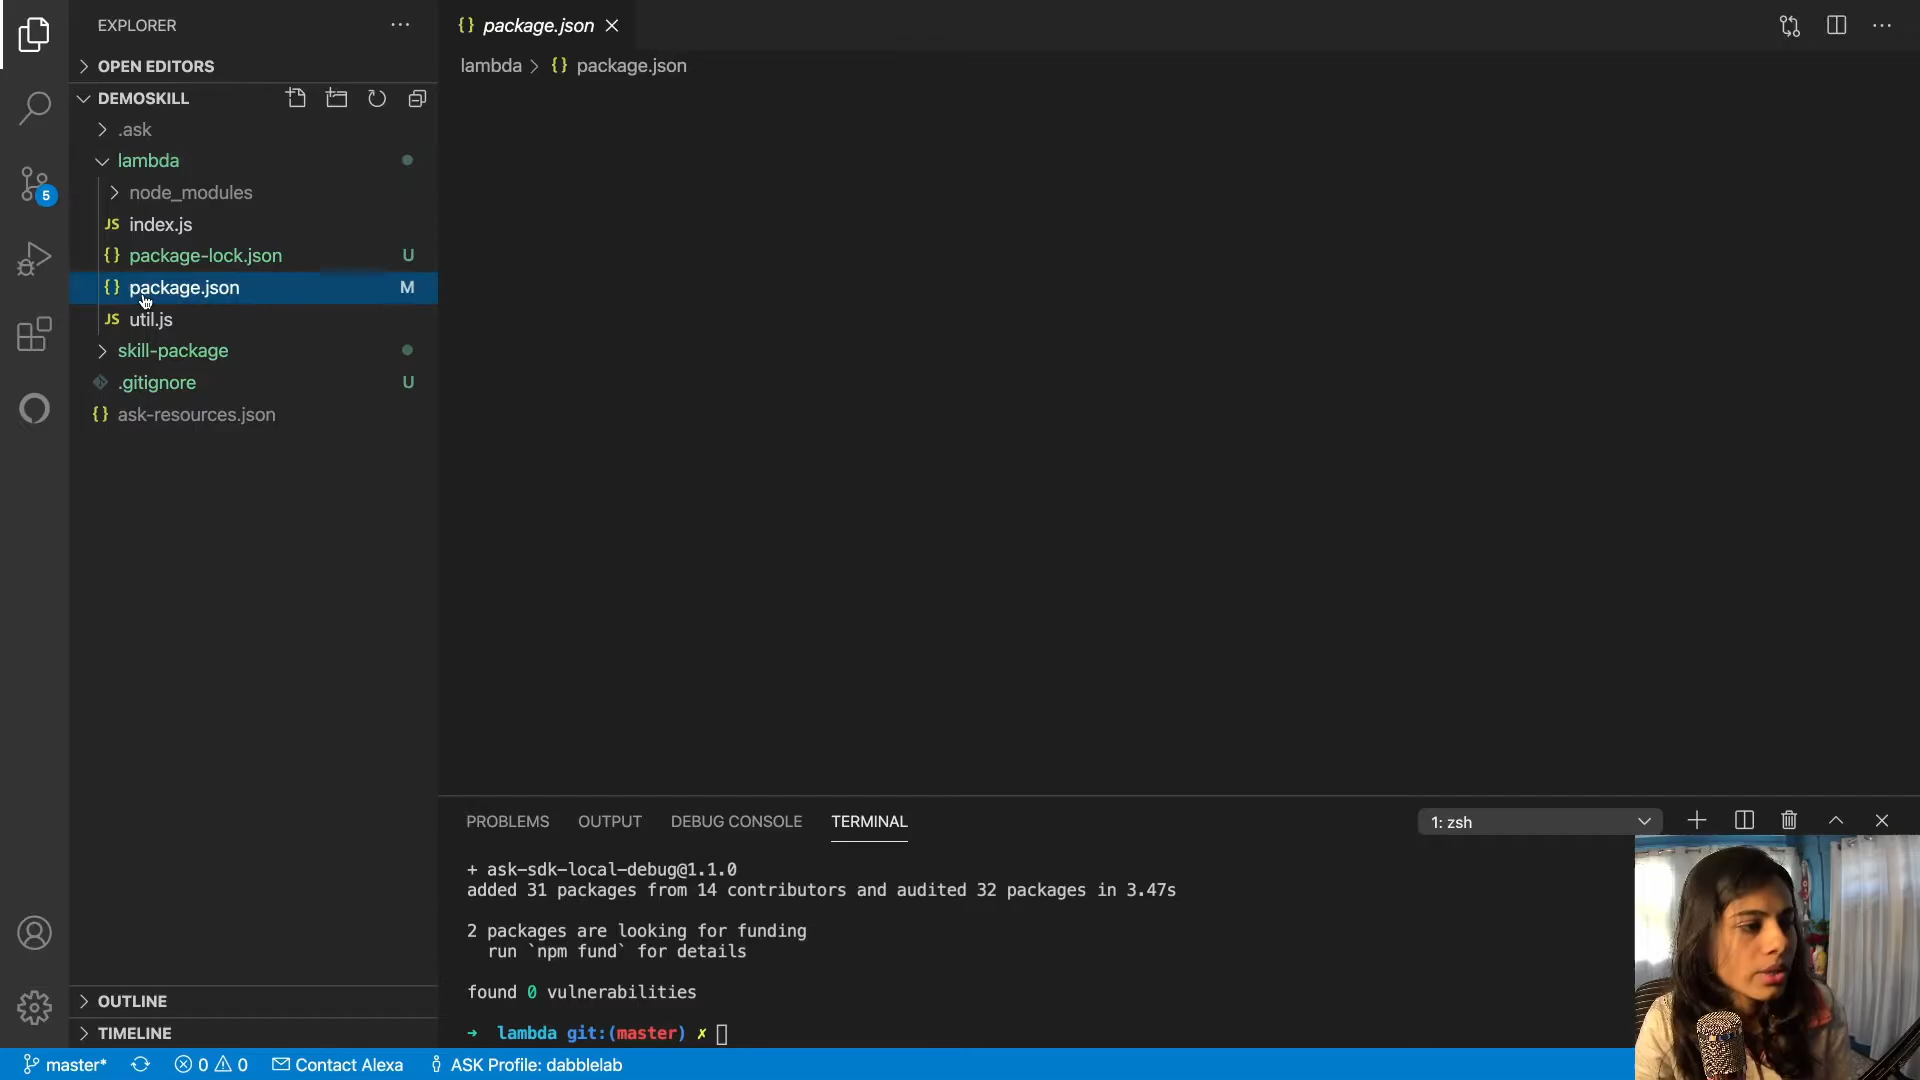 EXPLORER
OPEN EDITORS
DEMOSKILL
.ask
lambda
node_modules
JS index.js
{} package-lock.json U
{} package.json M
JS util.js
skill-package
.gitignore U
{} ask-resources.json
OUTLINE
TIMELINE
5
{} package.json
lambda > {} package.json
PROBLEMS OUTPUT DEBUG CONSOLE TERMINAL
1: zsh
+ ask-sdk-local-debug@1.1.0
added 31 packages from 14 contributors and audited 32 packages in 3.47s
2 packages are looking for funding
run `npm fund` for details
found 0 vulnerabilities
→ lambda git:(master) ✗
master* 0 0 Contact Alexa ASK Profile: dabblelab